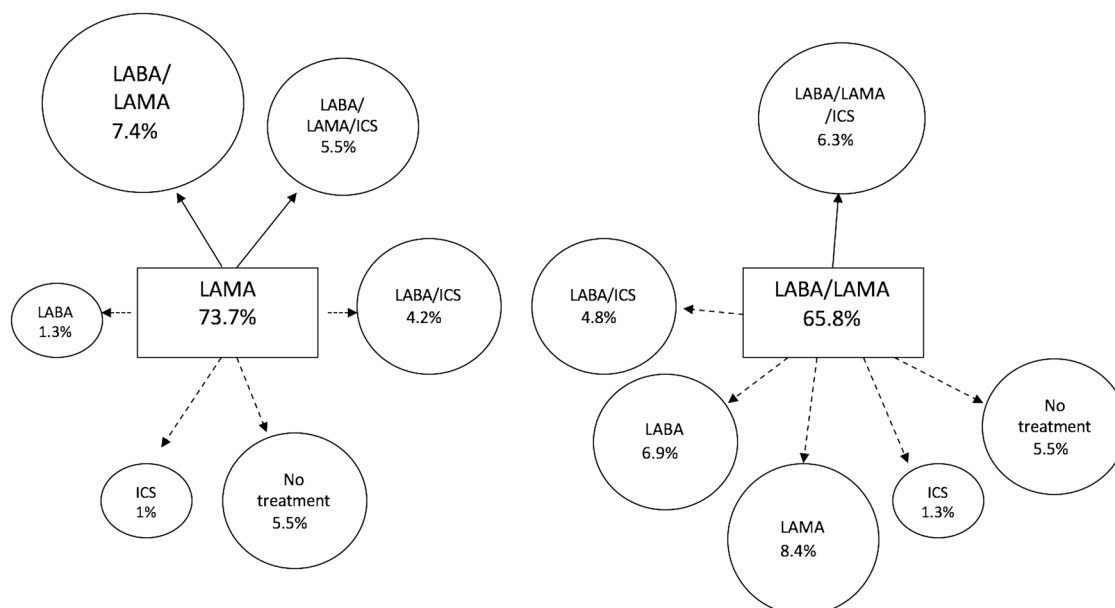 LABA/
LAMA
7.4%
LABA/
LAMA/ICS
5.5%
LAMA
73.7%
LABA
1.3%
LABA/ICS
4.2%
ICS
1%
No
treatment
5.5%
LABA/LAMA
/ICS
6.3%
LABA/ICS
4.8%
LABA/LAMA
65.8%
LABA
6.9%
LAMA
8.4%
ICS
1.3%
No
treatment
5.5%